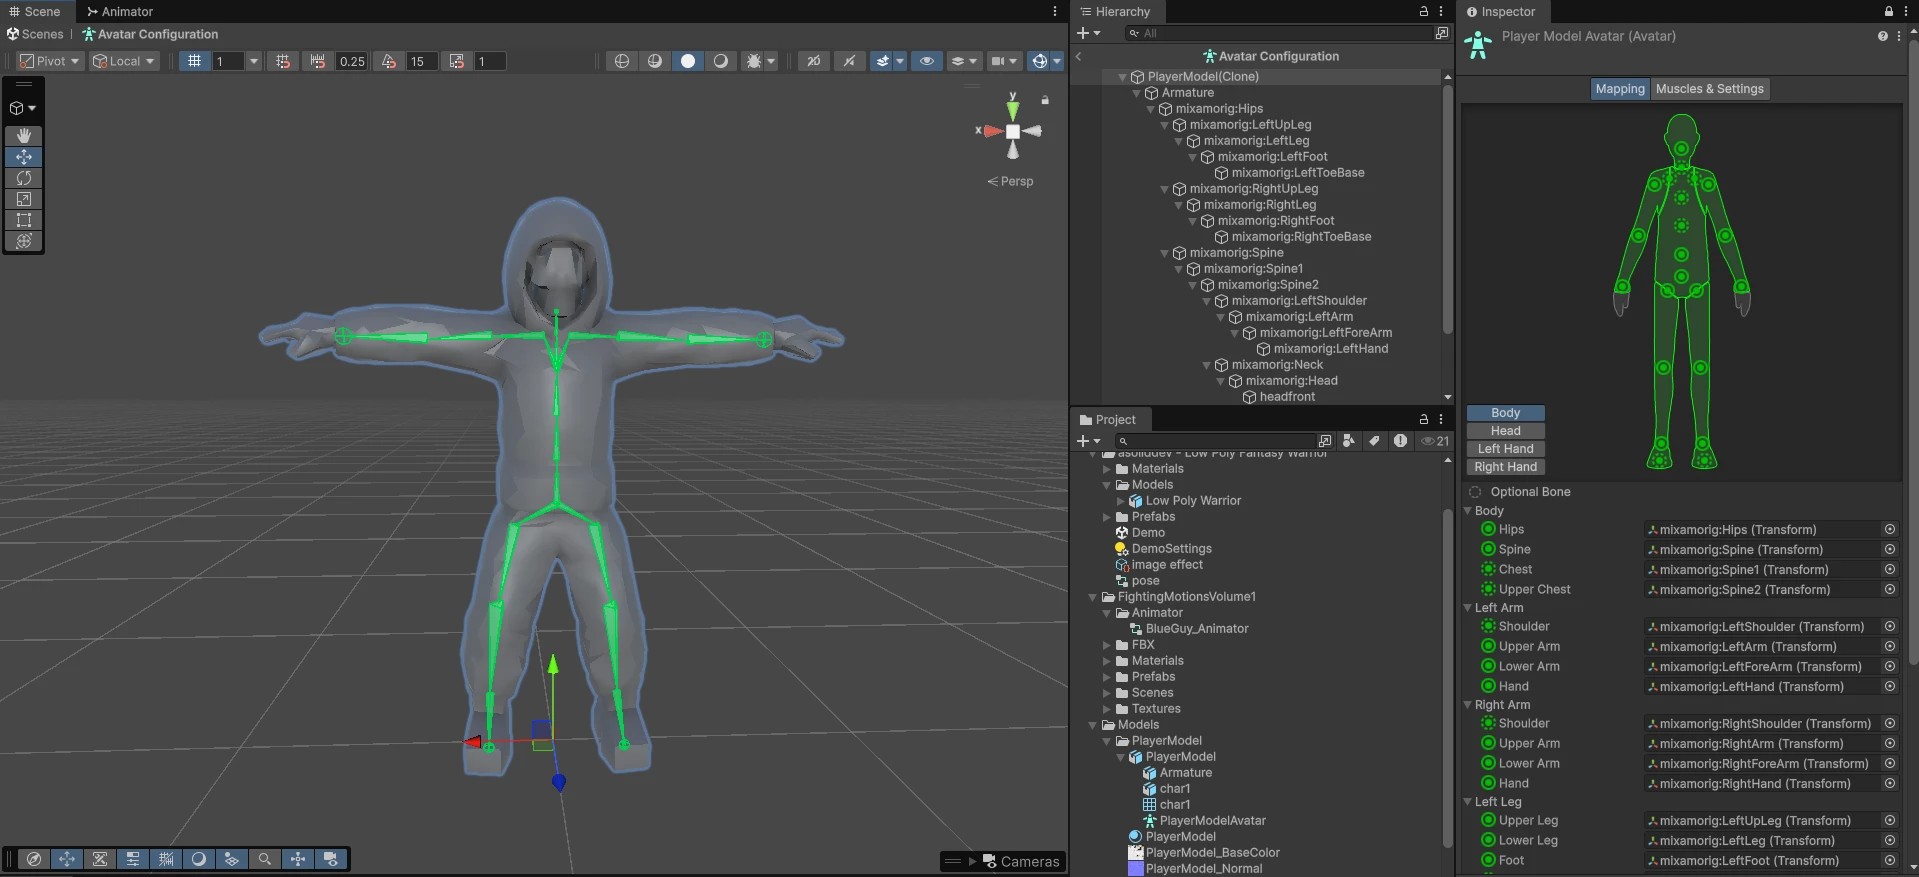 Scene
Animator
Scenes
Avatar Configuration
Pivot
Local
1
0.25
15
1
2D
y
x
Persp
Cameras
Hierarchy
All
Avatar Configuration
PlayerModel(Clone)
Armature
mixamorig:Hips
mixamorig:LeftUpLeg
mixamorig:LeftLeg
mixamorig:LeftFoot
mixamorig:LeftToeBase
mixamorig:RightUpLeg
mixamorig:RightLeg
mixamorig:RightFoot
mixamorig:RightToeBase
mixamorig:Spine
mixamorig:Spine1
mixamorig:Spine2
mixamorig:LeftShoulder
mixamorig:LeftArm
mixamorig:LeftForeArm
mixamorig:LeftHand
mixamorig:Neck
mixamorig:Head
headfront
Project
21
asoliddev - Low Poly Fantasy Warrior
Materials
Models
Low Poly Warrior
Prefabs
Demo
DemoSettings
image effect
pose
FightingMotionsVolume1
Animator
BlueGuy_Animator
FBX
Materials
Prefabs
Scenes
Textures
Models
PlayerModel
PlayerModel
Armature
char1
char1
PlayerModelAvatar
PlayerModel
PlayerModel_BaseColor
PlayerModel_Normal
Inspector
Player Model Avatar (Avatar)
Mapping
Muscles & Settings
Body
Head
Left Hand
Right Hand
Optional Bone
Body
Hips mixamorig:Hips (Transform)
Spine mixamorig:Spine (Transform)
Chest mixamorig:Spine1 (Transform)
Upper Chest mixamorig:Spine2 (Transform)
Left Arm
Shoulder mixamorig:LeftShoulder (Transform)
Upper Arm mixamorig:LeftArm (Transform)
Lower Arm mixamorig:LeftForeArm (Transform)
Hand mixamorig:LeftHand (Transform)
Right Arm
Shoulder mixamorig:RightShoulder (Transform)
Upper Arm mixamorig:RightArm (Transform)
Lower Arm mixamorig:RightForeArm (Transform)
Hand mixamorig:RightHand (Transform)
Left Leg
Upper Leg mixamorig:LeftUpLeg (Transform)
Lower Leg mixamorig:LeftLeg (Transform)
Foot mixamorig:LeftFoot (Transform)